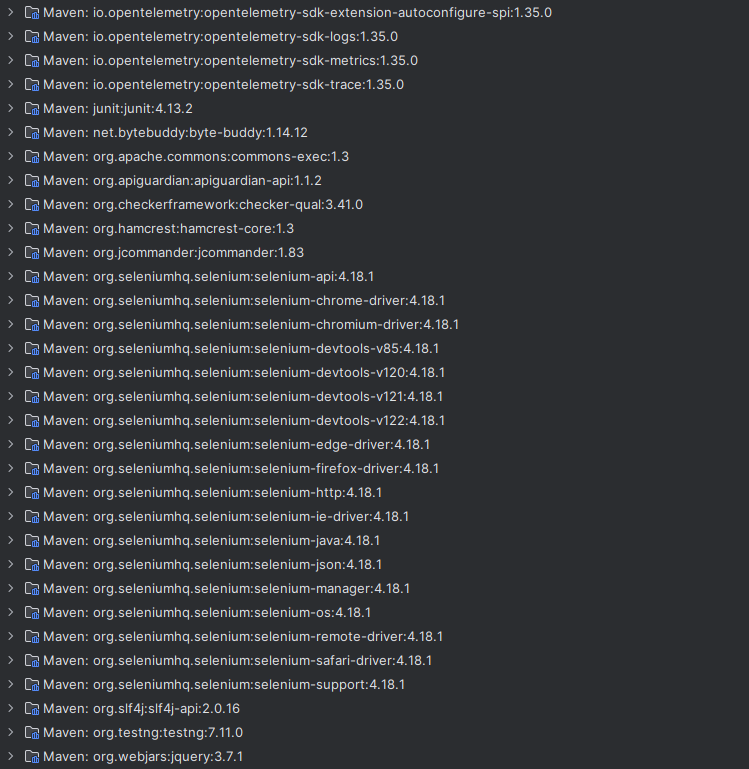 Maven: io.opentelemetry:opentelemetry-sdk-extension-autoconfigure-spi:1.35.0
Maven: io.opentelemetry:opentelemetry-sdk-logs:1.35.0
Maven: io.opentelemetry:opentelemetry-sdk-metrics:1.35.0
Maven: io.opentelemetry:opentelemetry-sdk-trace:1.35.0
Maven: junit:junit:4.13.2
Maven: net.bytebuddy:byte-buddy:1.14.12
Maven: org.apache.commons:commons-exec:1.3
Maven: org.apiguardian:apiguardian-api:1.1.2
Maven: org.checkerframework:checker-qual:3.41.0
Maven: org.hamcrest:hamcrest-core:1.3
Maven: org.jcommander:jcommander:1.83
Maven: org.seleniumhq.selenium:selenium-api:4.18.1
Maven: org.seleniumhq.selenium:selenium-chrome-driver:4.18.1
Maven: org.seleniumhq.selenium:selenium-chromium-driver:4.18.1
Maven: org.seleniumhq.selenium:selenium-devtools-v85:4.18.1
Maven: org.seleniumhq.selenium:selenium-devtools-v120:4.18.1
Maven: org.seleniumhq.selenium:selenium-devtools-v121:4.18.1
Maven: org.seleniumhq.selenium:selenium-devtools-v122:4.18.1
Maven: org.seleniumhq.selenium:selenium-edge-driver:4.18.1
Maven: org.seleniumhq.selenium:selenium-firefox-driver:4.18.1
Maven: org.seleniumhq.selenium:selenium-http:4.18.1
Maven: org.seleniumhq.selenium:selenium-ie-driver:4.18.1
Maven: org.seleniumhq.selenium:selenium-java:4.18.1
Maven: org.seleniumhq.selenium:selenium-json:4.18.1
Maven: org.seleniumhq.selenium:selenium-manager:4.18.1
Maven: org.seleniumhq.selenium:selenium-os:4.18.1
Maven: org.seleniumhq.selenium:selenium-remote-driver:4.18.1
Maven: org.seleniumhq.selenium:selenium-safari-driver:4.18.1
Maven: org.seleniumhq.selenium:selenium-support:4.18.1
Maven: org.slf4j:slf4j-api:2.0.16
Maven: org.testng:testng:7.11.0
Maven: org.webjars:jquery:3.7.1